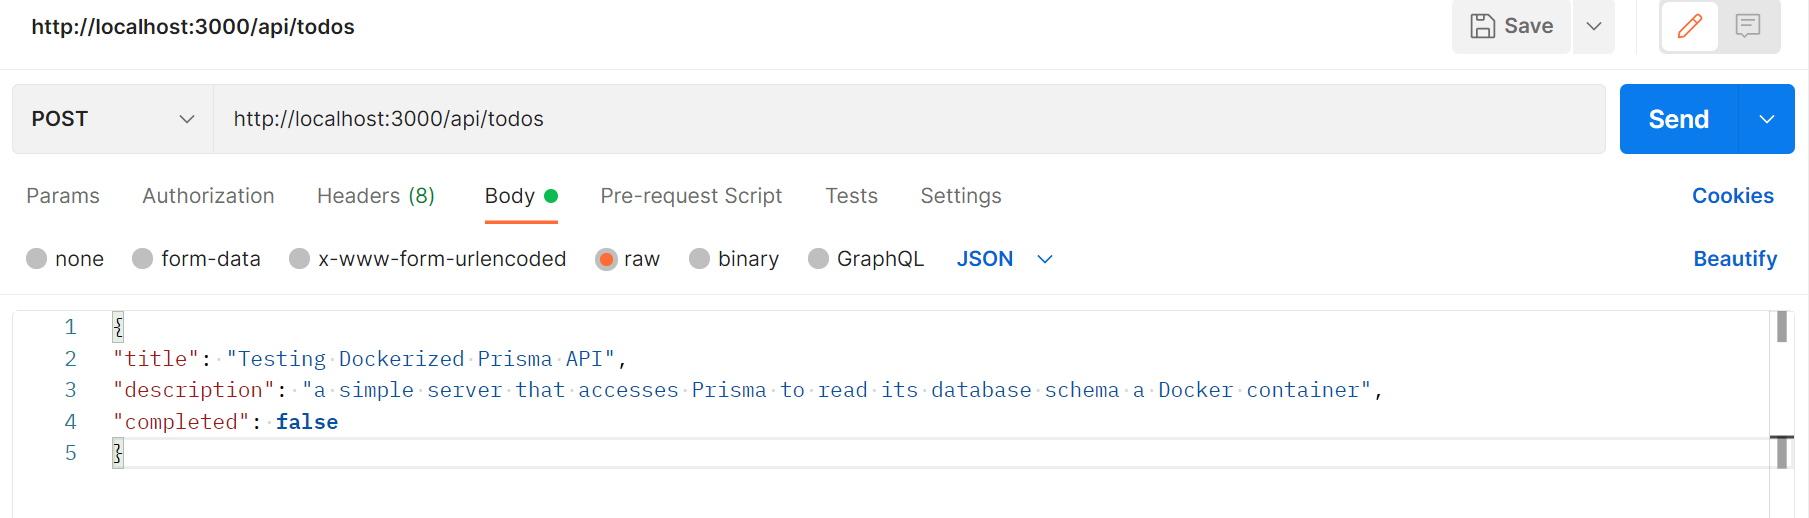 http://localhost:3000/api/todos Save
POST http://localhost:3000/api/todos Send
Params Authorization Headers (8) Body Pre-request Script Tests Settings Cookies
none form-data x-www-form-urlencoded raw binary GraphQL JSON Beautify
1 {
2 "title": "Testing Dockerized Prisma API",
3 "description": "a simple server that accesses Prisma to read its database schema a Docker container",
4 "completed": false
5 }